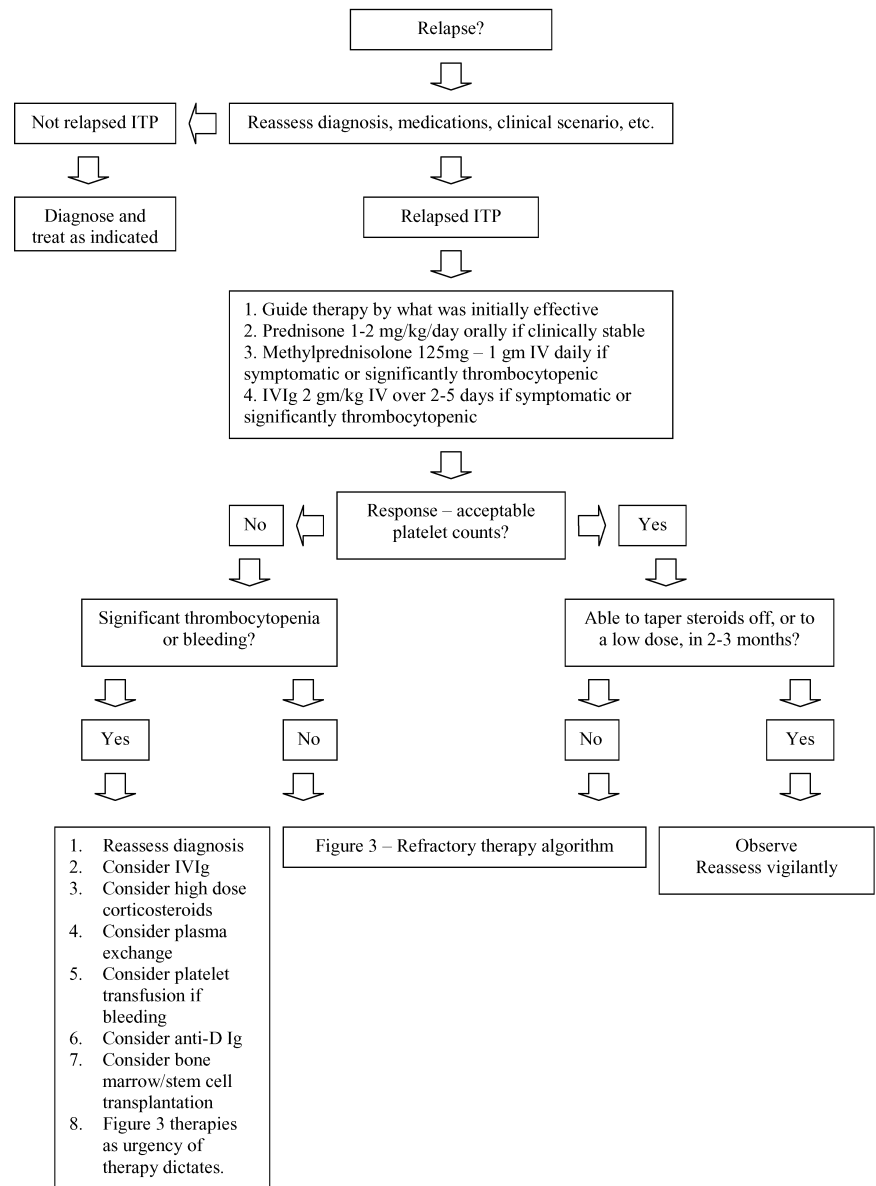 Relapse?
Not relapsed ITP
Reassess diagnosis, medications, clinical scenario, etc.
Diagnose and
treat as indicated
Relapsed ITP
1. Guide therapy by what was initially effective
2. Prednisone 1-2 mg/kg/day orally if clinically stable
3. Methylprednisolone 125mg – 1 gm IV daily if
symptomatic or significantly thrombocytopenic
4. IVIg 2 gm/kg IV over 2-5 days if symptomatic or
significantly thrombocytopenic
No
Response – acceptable
platelet counts?
Yes
Significant thrombocytopenia
or bleeding?
Able to taper steroids off, or to
a low dose, in 2-3 months?
Yes
No
No
Yes
1. Reassess diagnosis
2. Consider IVIg
3. Consider high dose
corticosteroids
4. Consider plasma
exchange
5. Consider platelet
transfusion if
bleeding
6. Consider anti-D Ig
7. Consider bone
marrow/stem cell
transplantation
8. Figure 3 therapies
as urgency of
therapy dictates.
Figure 3 – Refractory therapy algorithm
Observe
Reassess vigilantly